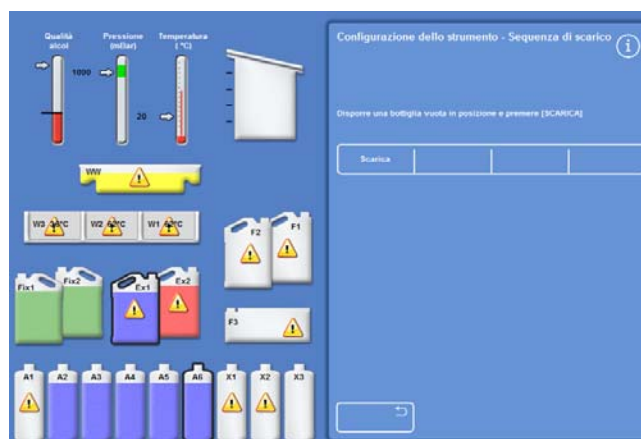 Qualità alcol
Pressione (mBar)
Temperatura (°C)
1000
20
WW
W3
W2
W1
F2
F1
Fix1
Fix2
Ex1
Ex2
F3
A1
A2
A3
A4
A5
A6
X1
X2
X3
Configurazione dello strumento - Sequenza di scarico
i
Disporre una bottiglia vuota in posizione e premere [SCARICA]
Scarica